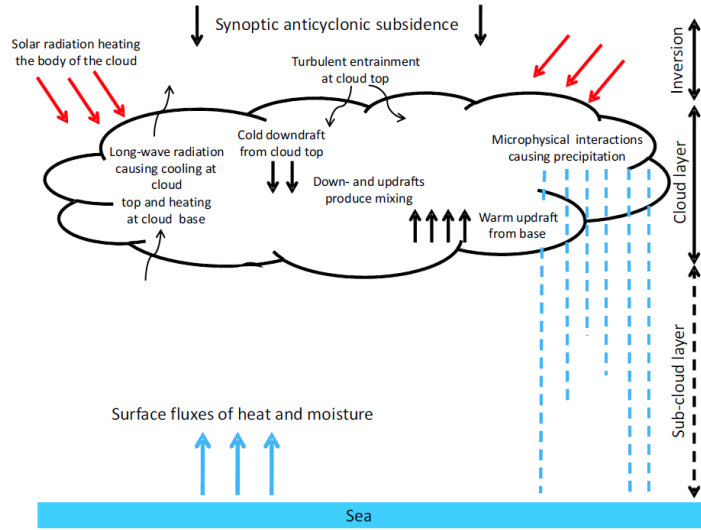 Synoptic anticyclonic subsidence
Solar radiation heating
the body of the cloud
Turbulent entrainment
at cloud top
Inversion
Cold downdraft
from cloud top
Long-wave radiation
causing cooling at
cloud
top and heating
at cloud base
Microphysical interactions
causing precipitation
Down- and updrafts
produce mixing
Warm updraft
from base
Cloud layer
Sub-cloud layer
Surface fluxes of heat and moisture
Sea